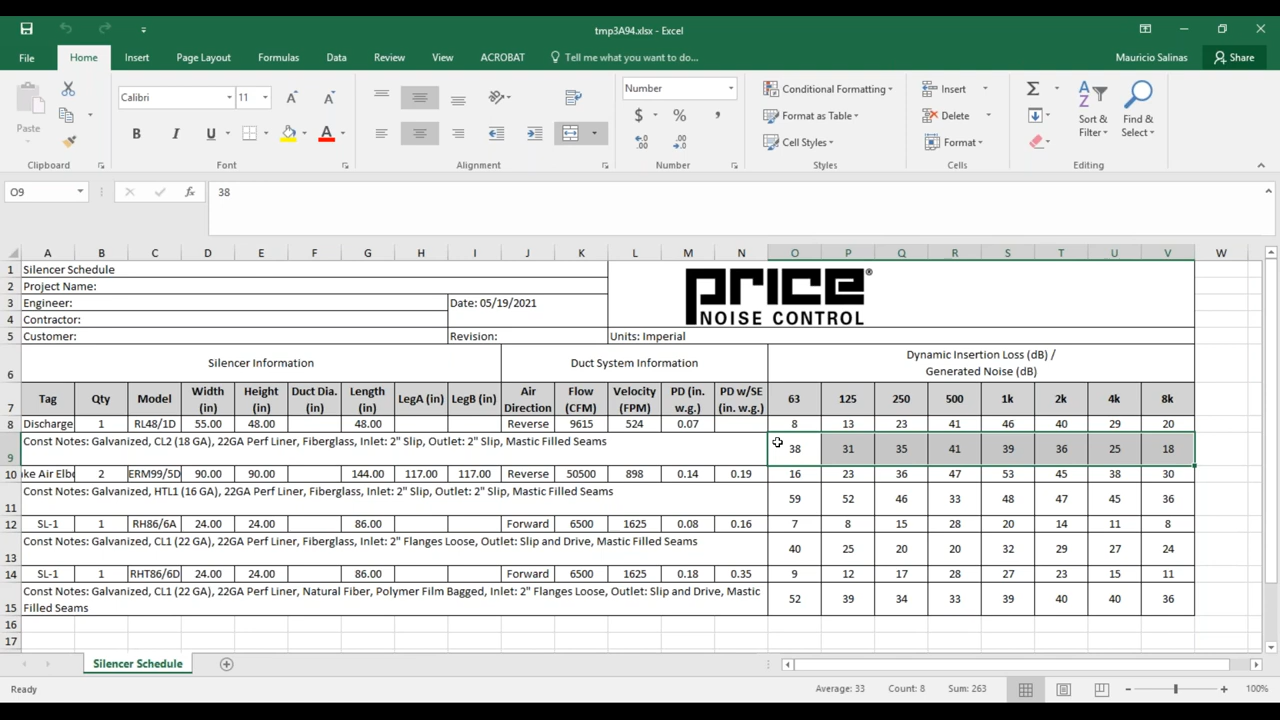 tmp3A94.xlsx - Excel
File Home Insert Page Layout Formulas Data Review View ACROBAT Tell me what you want to do... Mauricio Salinas Share
Paste
Calibri 11
B I U A
Number
$ % ,
Conditional Formatting
Format as Table
Cell Styles
Insert
Delete
Format
Sort & Filter
Find & Select
Clipboard Font Alignment Number Styles Cells Editing
O9 fx 38
A B C D E F G H I J K L M N O P Q R S T U V W
1 Silencer Schedule
2 Project Name:
3 Engineer: Date: 05/19/2021
4 Contractor:
5 Customer: Revision: Units: Imperial
price®
NOISE CONTROL
6 Silencer Information Duct System Information Dynamic Insertion Loss (dB) /
Generated Noise (dB)
7 Tag Qty Model Width (in) Height (in) Duct Dia. (in) Length (in) LegA (in) LegB (in) Air Direction Flow (CFM) Velocity (FPM) PD (in. w.g.) PD w/SE (in. w.g.) 63 125 250 500 1k 2k 4k 8k
8 Discharge 1 RL48/1D 55.00 48.00 48.00 Reverse 9615 524 0.07 8 13 23 41 46 40 29 20
9 Const Notes: Galvanized, CL2 (18 GA), 22GA Perf Liner, Fiberglass, Inlet: 2" Slip, Outlet: 2" Slip, Mastic Filled Seams 38 31 35 41 39 36 25 18
10 ke Air Elb 2 ERM99/5D 90.00 90.00 144.00 117.00 117.00 Reverse 50500 898 0.14 0.19 16 23 36 47 53 45 38 30
11 Const Notes: Galvanized, HTL1 (16 GA), 22GA Perf Liner, Fiberglass, Inlet: 2" Slip, Outlet: 2" Slip, Mastic Filled Seams 59 52 46 33 48 47 45 36
12 SL-1 1 RH86/6A 24.00 24.00 86.00 Forward 6500 1625 0.08 0.16 7 8 15 28 20 14 11 8
13 Const Notes: Galvanized, CL1 (22 GA), 22GA Perf Liner, Fiberglass, Inlet: 2" Flanges Loose, Outlet: Slip and Drive, Mastic Filled Seams 40 25 20 20 32 29 27 24
14 SL-1 1 RHT86/6D 24.00 24.00 86.00 Forward 6500 1625 0.18 0.35 9 12 17 28 27 23 15 11
15 Const Notes: Galvanized, CL1 (22 GA), 22GA Perf Liner, Natural Fiber, Polymer Film Bagged, Inlet: 2" Flanges Loose, Outlet: Slip and Drive, Mastic
Filled Seams 52 39 34 33 39 40 40 36
16
17
Silencer Schedule
Ready Average: 33 Count: 8 Sum: 263 100%